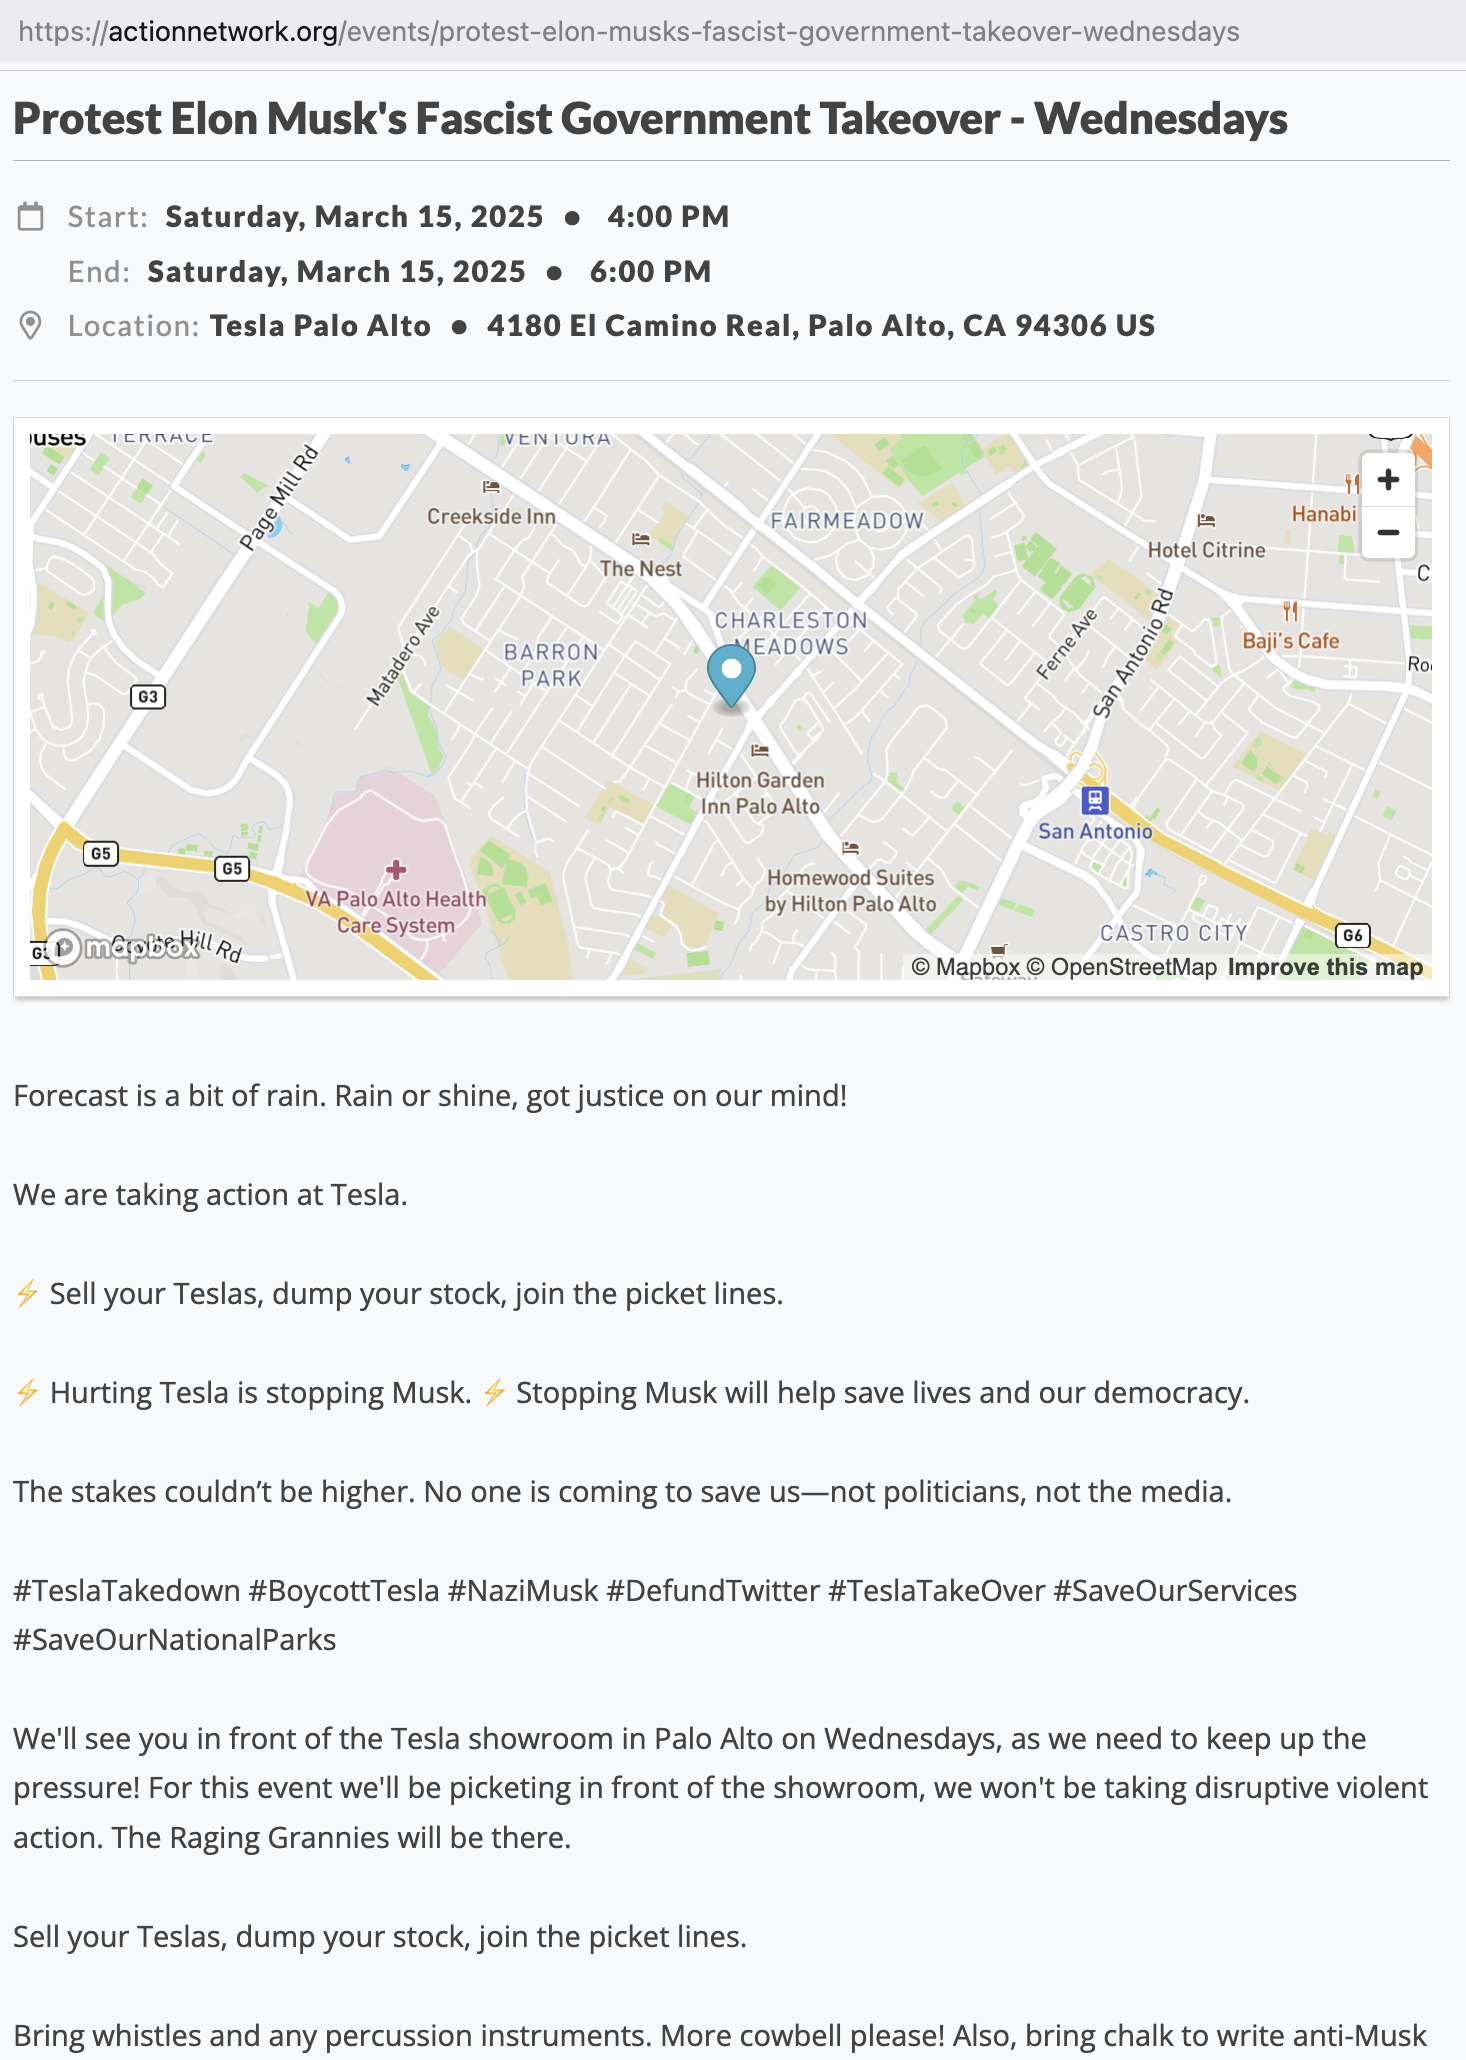 https://actionnetwork.org/events/protest-elon-musks-fascist-government-takeover-wednesdays
Protest Elon Musk's Fascist Government Takeover - Wednesdays
Start: Saturday, March 15, 2025 ● 4:00 PM
End: Saturday, March 15, 2025 ● 6:00 PM
Location: Tesla Palo Alto ● 4180 El Camino Real, Palo Alto, CA 94306 US
TERRACE
VENTURA
Page Mill Rd
Creekside Inn
The Nest
FAIRMEADOW
Hotel Citrine
Hanabi
+
−
Matadero Ave
BARRON
PARK
CHARLESTON
MEADOWS
Ferne Ave
San Antonio Rd
Baji's Cafe
G3
Hilton Garden
Inn Palo Alto
San Antonio
G5
G5
VA Palo Alto Health
Care System
Homewood Suites
by Hilton Palo Alto
CASTRO CITY
G6
Hill Rd
mapbox
© Mapbox © OpenStreetMap Improve this map
Forecast is a bit of rain. Rain or shine, got justice on our mind!
We are taking action at Tesla.
⚡ Sell your Teslas, dump your stock, join the picket lines.
⚡ Hurting Tesla is stopping Musk. ⚡ Stopping Musk will help save lives and our democracy.
The stakes couldn’t be higher. No one is coming to save us—not politicians, not the media.
#TeslaTakedown #BoycottTesla #NaziMusk #DefundTwitter #TeslaTakeOver #SaveOurServices
#SaveOurNationalParks
We'll see you in front of the Tesla showroom in Palo Alto on Wednesdays, as we need to keep up the
pressure! For this event we'll be picketing in front of the showroom, we won't be taking disruptive violent
action. The Raging Grannies will be there.
Sell your Teslas, dump your stock, join the picket lines.
Bring whistles and any percussion instruments. More cowbell please! Also, bring chalk to write anti-Musk